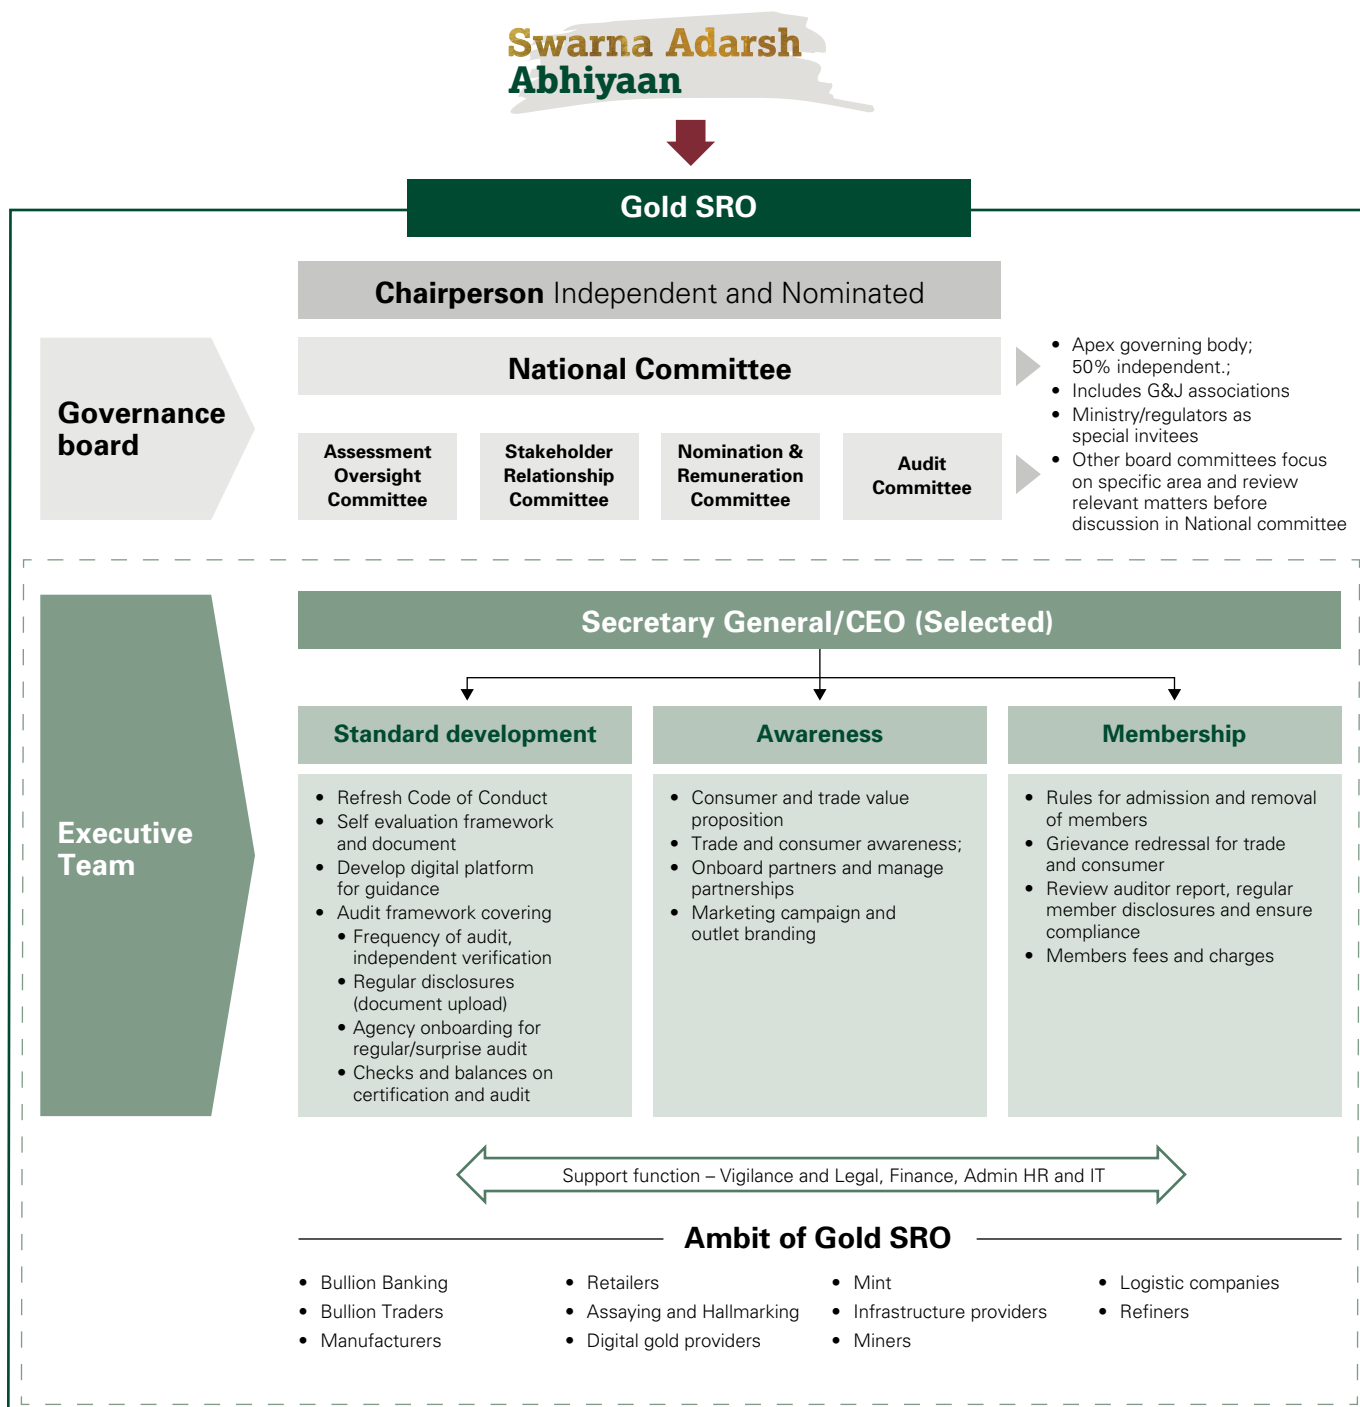 Swarna Adarsh
Abhiyaan
Gold SRO
Chairperson Independent and Nominated
Governance
board
National Committee
Assessment
Oversight
Committee
Stakeholder
Relationship
Committee
Nomination &
Remuneration
Committee
Audit
Committee
• Apex governing body;
50% independent.;
• Includes G&J associations
• Ministry/regulators as
special invitees
• Other board committees focus
on specific area and review
relevant matters before
discussion in National committee
Executive
Team
Secretary General/CEO (Selected)
Standard development
• Refresh Code of Conduct
• Self evaluation framework
and document
• Develop digital platform
for guidance
• Audit framework covering
• Frequency of audit,
independent verification
• Regular disclosures
(document upload)
• Agency onboarding for
regular/surprise audit
• Checks and balances on
certification and audit
Awareness
• Consumer and trade value
proposition
• Trade and consumer awareness;
• Onboard partners and manage
partnerships
• Marketing campaign and
outlet branding
Membership
• Rules for admission and removal
of members
• Grievance redressal for trade
and consumer
• Review auditor report, regular
member disclosures and ensure
compliance
• Members fees and charges
Support function – Vigilance and Legal, Finance, Admin HR and IT
Ambit of Gold SRO
• Bullion Banking
• Bullion Traders
• Manufacturers
• Retailers
• Assaying and Hallmarking
• Digital gold providers
• Mint
• Infrastructure providers
• Miners
• Logistic companies
• Refiners